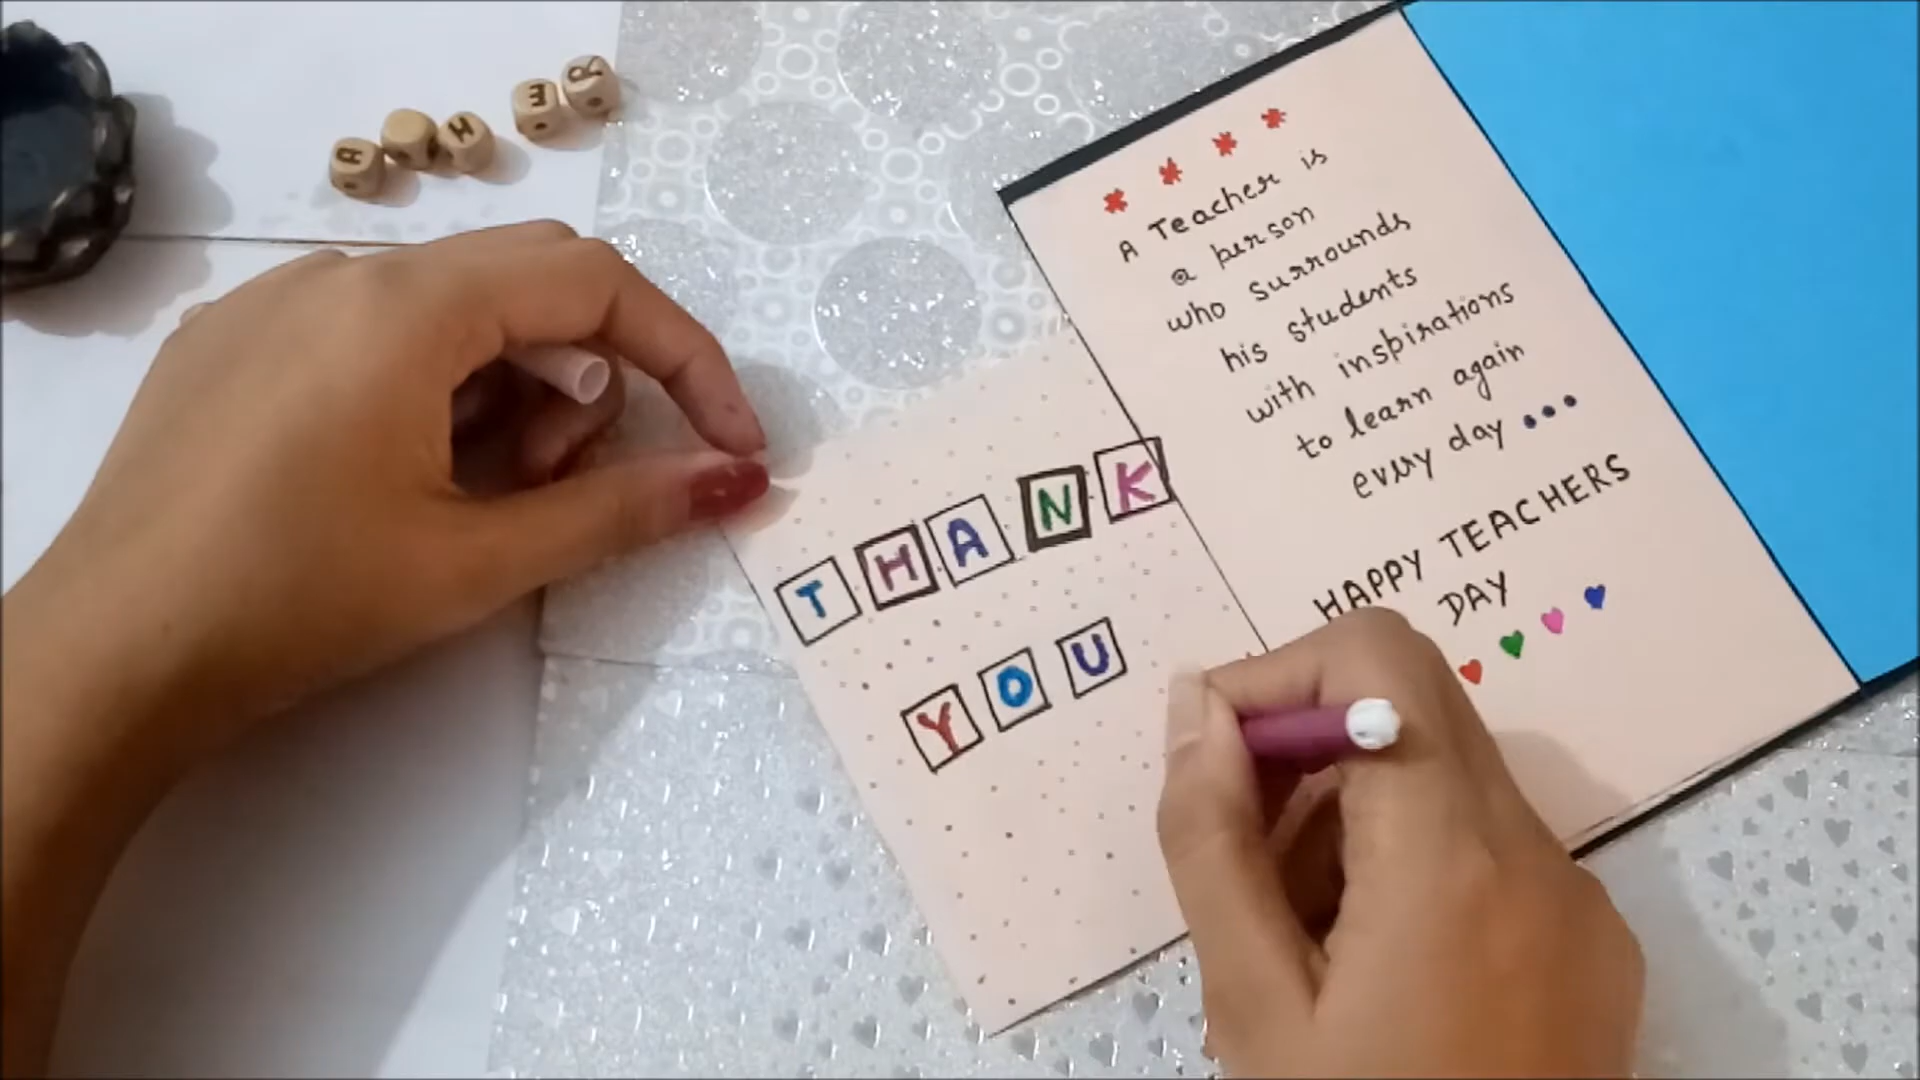 A H E R
THANK
YOU
A Teacher is
a person
who surrounds
his students
with inspirations
to learn again
every day •••
HAPPY TEACHERS
DAY